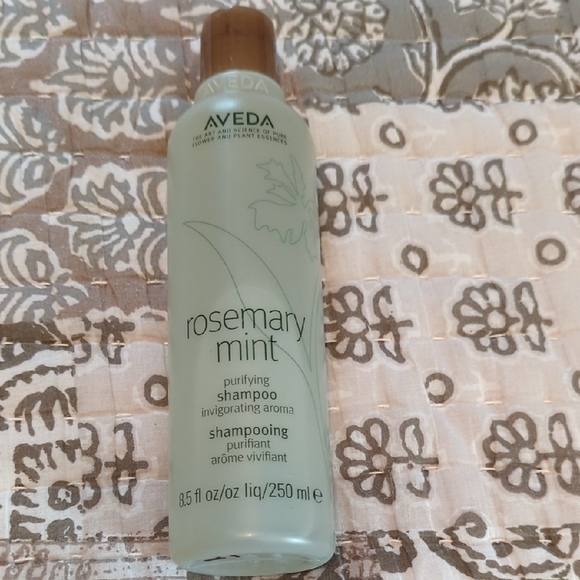 AVEDA
AVEDA
THE ART AND SCIENCE OF PURE
FLOWER AND PLANT ESSENCES
rosemary
mint
purifying
shampoo
invigorating aroma
shampooing
purifiant
arôme vivifiant
8.5 fl oz/oz liq/250 ml e